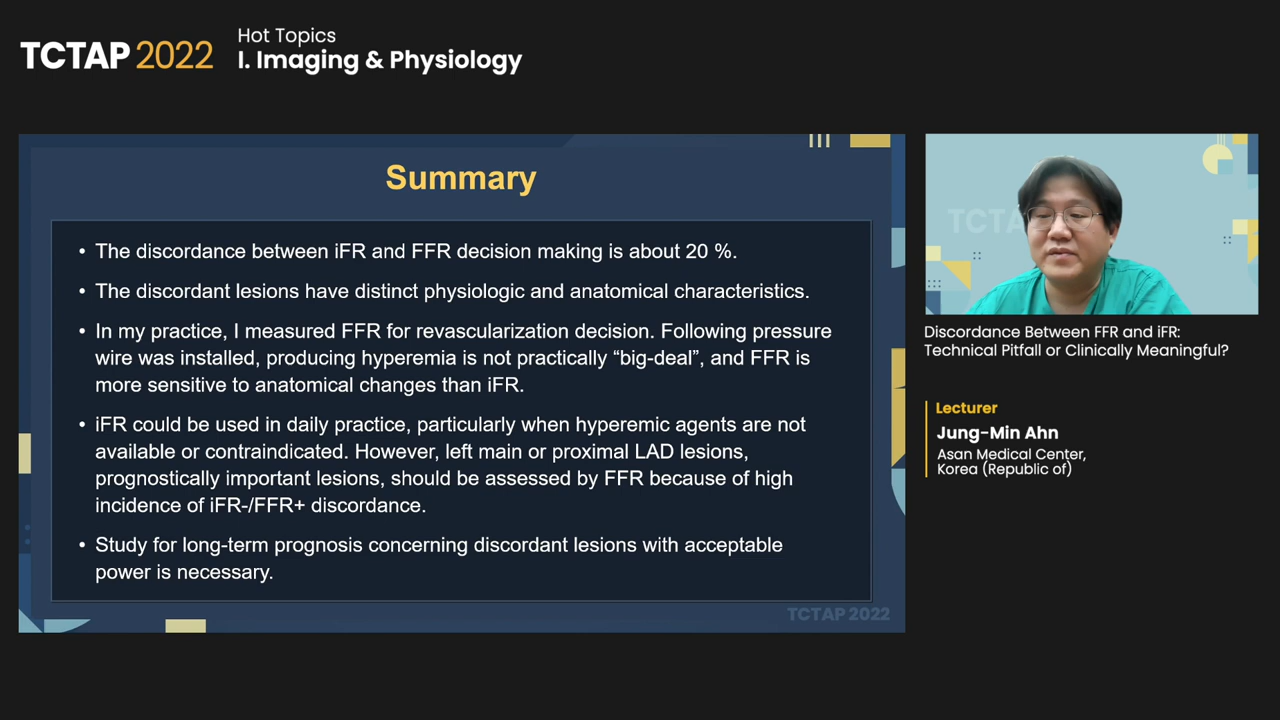 TCTAP 2022
Hot Topics
I. Imaging & Physiology
Summary
• The discordance between iFR and FFR decision making is about 20 %.
• The discordant lesions have distinct physiologic and anatomical characteristics.
• In my practice, I measured FFR for revascularization decision. Following pressure
wire was installed, producing hyperemia is not practically “big-deal”, and FFR is
more sensitive to anatomical changes than iFR.
• iFR could be used in daily practice, particularly when hyperemic agents are not
available or contraindicated. However, left main or proximal LAD lesions,
prognostically important lesions, should be assessed by FFR because of high
incidence of iFR-/FFR+ discordance.
• Study for long-term prognosis concerning discordant lesions with acceptable
power is necessary.
TCTAP 2022
Discordance Between FFR and iFR:
Technical Pitfall or Clinically Meaningful?
Lecturer
Jung-Min Ahn
Asan Medical Center,
Korea (Republic of)